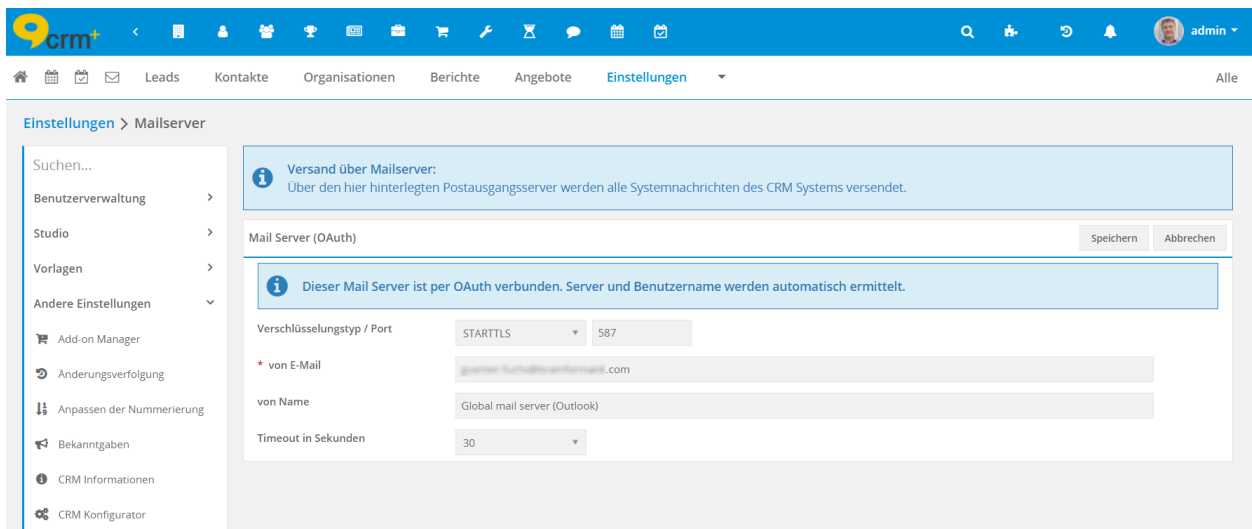 crm+
admin
Leads Kontakte Organisationen Berichte Angebote Einstellungen Alle
Einstellungen > Mailserver
Suchen...
Benutzerverwaltung
Studio
Vorlagen
Andere Einstellungen
Add-on Manager
Änderungsverfolgung
Anpassen der Nummerierung
Bekanntgaben
CRM Informationen
CRM Konfigurator
Versand über Mailserver:
Über den hier hinterlegten Postausgangsserver werden alle Systemnachrichten des CRM Systems versendet.
Mail Server (OAuth) Speichern Abbrechen
Dieser Mail Server ist per OAuth verbunden. Server und Benutzername werden automatisch ermittelt.
Verschlüsselungstyp / Port STARTTLS 587
* von E-Mail .com
von Name Global mail server (Outlook)
Timeout in Sekunden 30